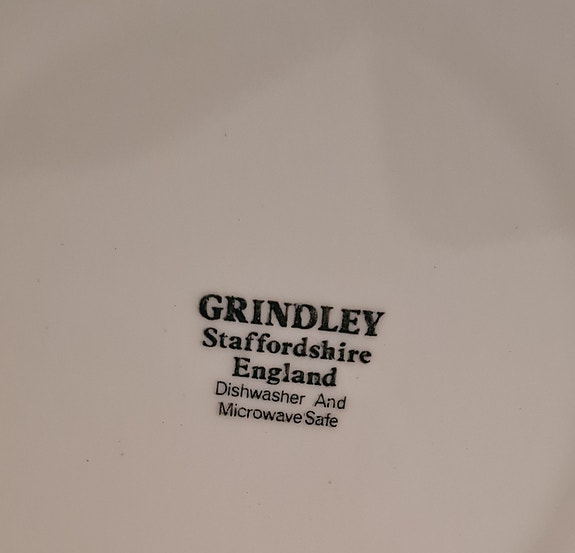 GRINDLEY
Staffordshire
England
Dishwasher And
Microwave Safe